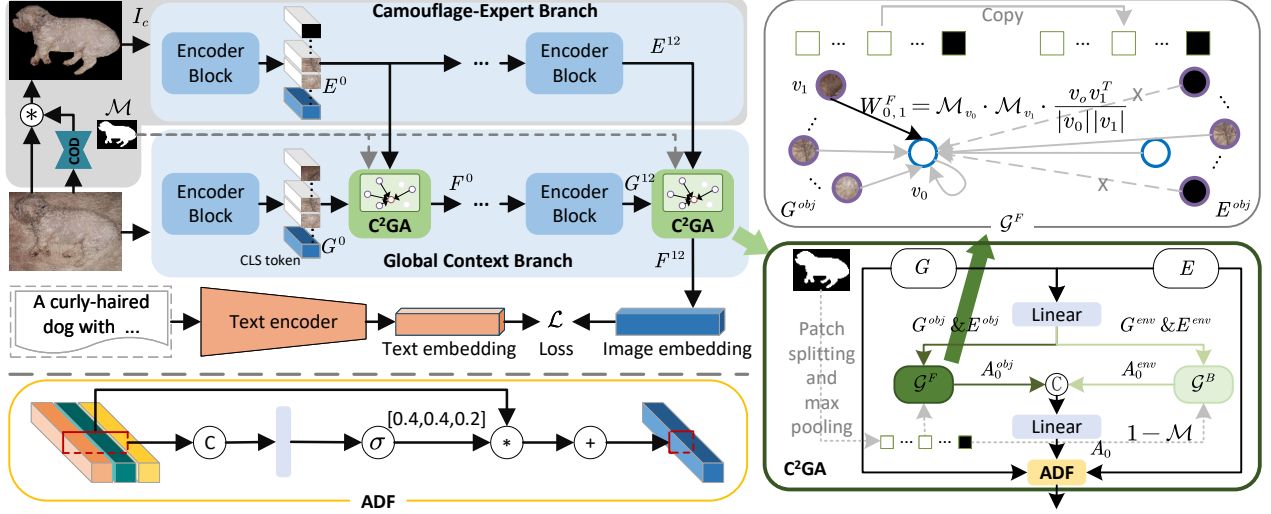 Camouflage-Expert Branch
I_c
Encoder
Block
...
Encoder
Block
E^0
E^12
*
M
COD
Encoder
Block
G^0
CLS token
C²GA
F^0
...
Encoder
Block
G^12
C²GA
F^12
Global Context Branch
A curly-haired
dog with ...
Text encoder
Text embedding
L
Loss
Image embedding
C
σ
[0.4,0.4,0.2]
*
+
ADF
Copy
... ... ... ...
v_1
W^F_{0,1} = M_{v_0} · M_{v_1} · v_o v_1^T / |v_0| |v_1|
X
X
v_0
G^obj
E^obj
G^F
G
E
Linear
G^obj & E^obj
G^env & E^env
Patch
splitting
and
max
pooling
G^F
A_0^obj
C
A_0^env
G^B
... ...
Linear
1 − M
A_0
C²GA
ADF